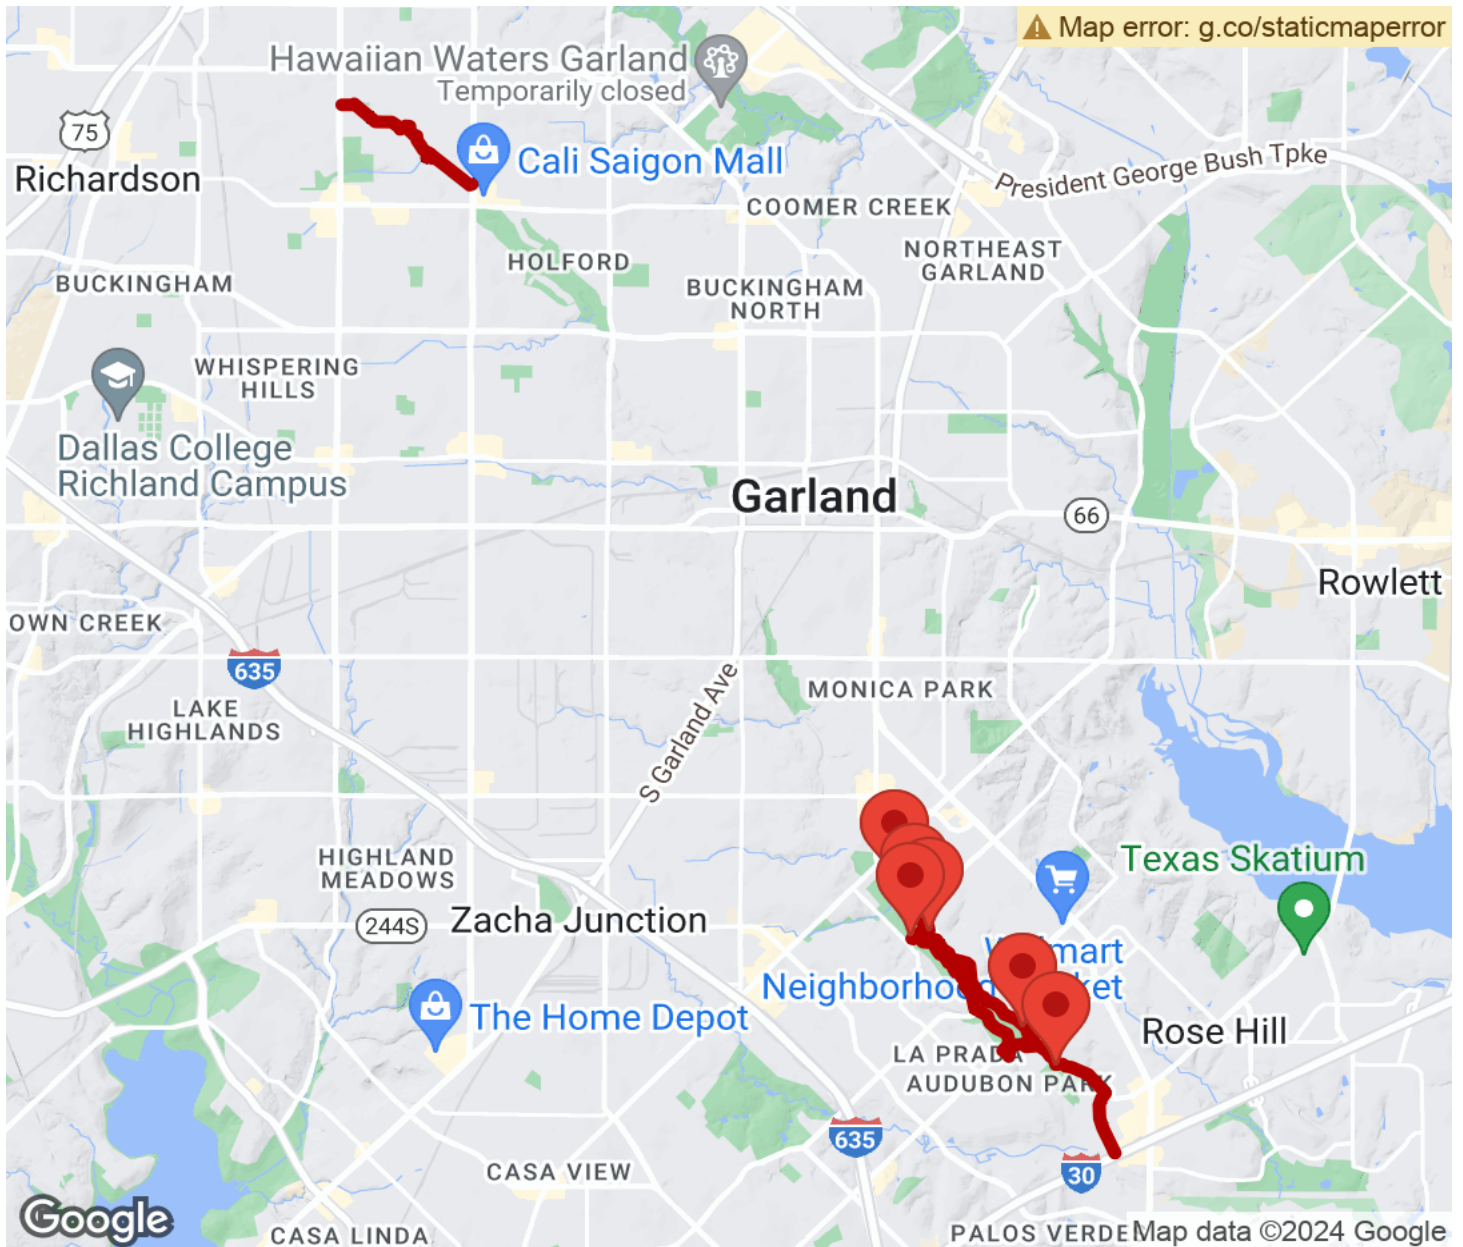 Map error: g.co/staticmaperror
Hawaiian Waters Garland
Temporarily closed
75
Richardson
Cali Saigon Mall
President George Bush Tpke
COOMER CREEK
HOLFORD
NORTHEAST
GARLAND
BUCKINGHAM
BUCKINGHAM
NORTH
WHISPERING
HILLS
Dallas College
Richland Campus
Garland
66
Rowlett
OWN CREEK
635
S Garland Ave
MONICA PARK
LAKE
HIGHLANDS
HIGHLAND
MEADOWS
Texas Skatium
244S
Zacha Junction
Neighborhood
The Home Depot
Rose Hill
LA PRADA
AUDUBON PARK
635
30
CASA VIEW
Google
CASA LINDA
PALOS VERDE
Map data ©2024 Google